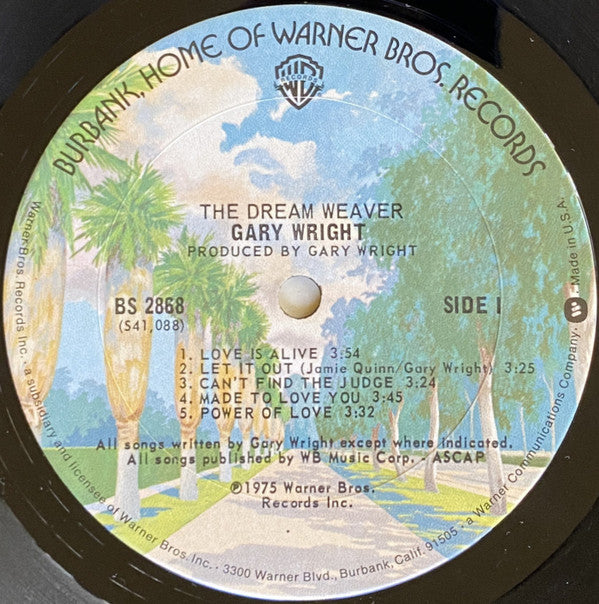 BURBANK, HOME OF WARNER BROS. RECORDS
RECORDS
THE DREAM WEAVER
GARY WRIGHT
PRODUCED BY GARY WRIGHT
BS 2868
SIDE 1
(S41,088)
1. LOVE IS ALIVE 3:54
2. LET IT OUT (Jamie Quinn/Gary Wright) 3:25
3. CAN'T FIND THE JUDGE 3:24
4. MADE TO LOVE YOU 3:45
5. POWER OF LOVE 3:32
All songs written by Gary Wright except where indicated.
All songs published by WB Music Corp. - ASCAP
℗1975 Warner Bros.
Records Inc.
Warner Bros. Records Inc. • a subsidiary and licensee of Warner Bros. Inc. • 3300 Warner Blvd., Burbank, Calif. 91505 • a Warner Communications Company. • Made in U.S.A.